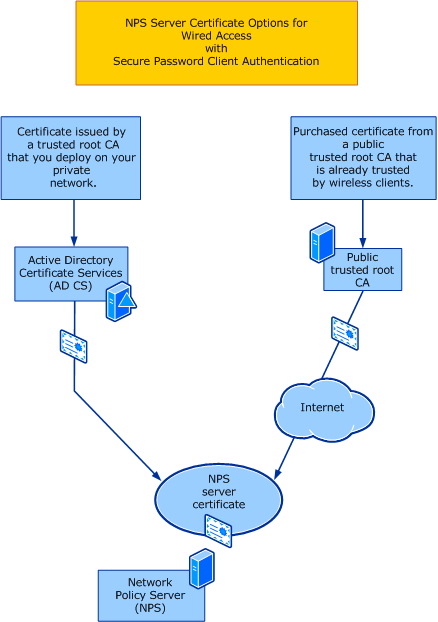 NPS Server Certificate Options for
Wired Access
with
Secure Password Client Authentication
Certificate issued by
a trusted root CA
that you deploy on your
private
network.
Purchased certificate from
a public
trusted root CA that
is already trusted
by wireless clients.
Active Directory
Certificate Services
(AD CS)
Public
trusted root
CA
Internet
NPS
server
certificate
Network
Policy Server
(NPS)